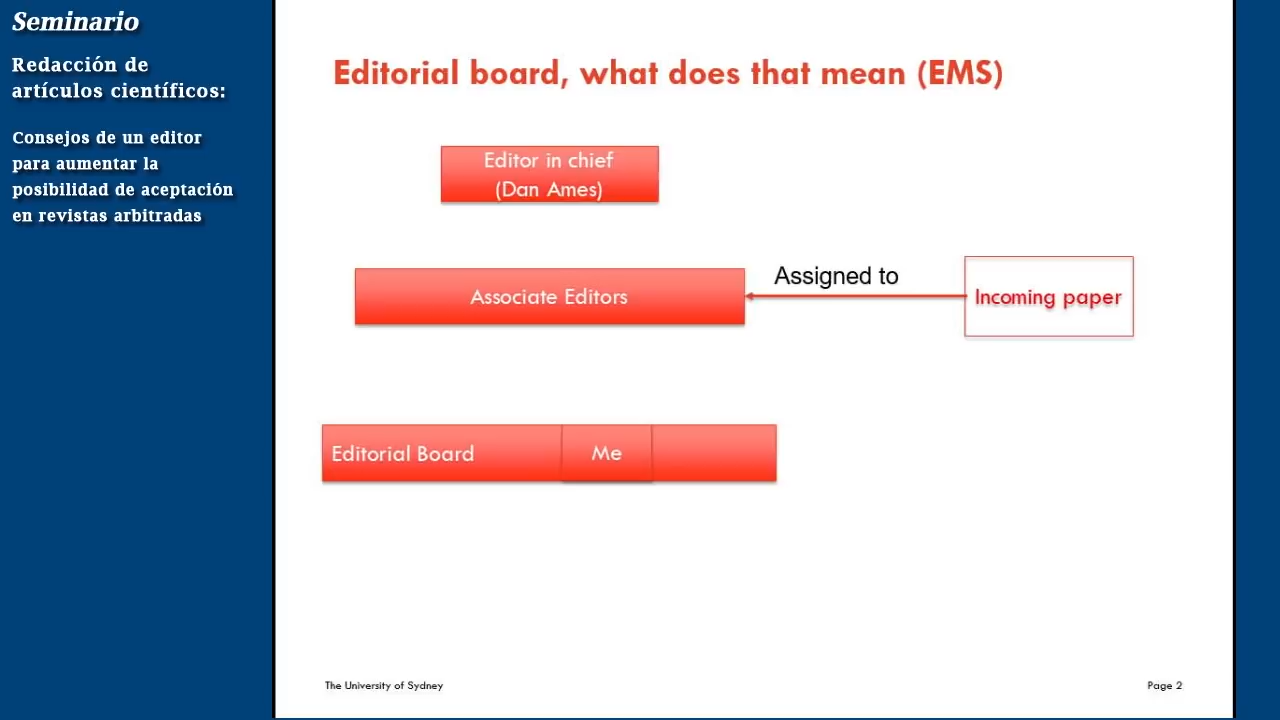 Seminario
Redacción de
artículos científicos:
Consejos de un editor
para aumentar la
posibilidad de aceptación
en revistas arbitradas
Editorial board, what does that mean (EMS)
Editor in chief
(Dan Ames)
Associate Editors
Assigned to
Incoming paper
Editorial Board
Me
The University of Sydney
Page 2